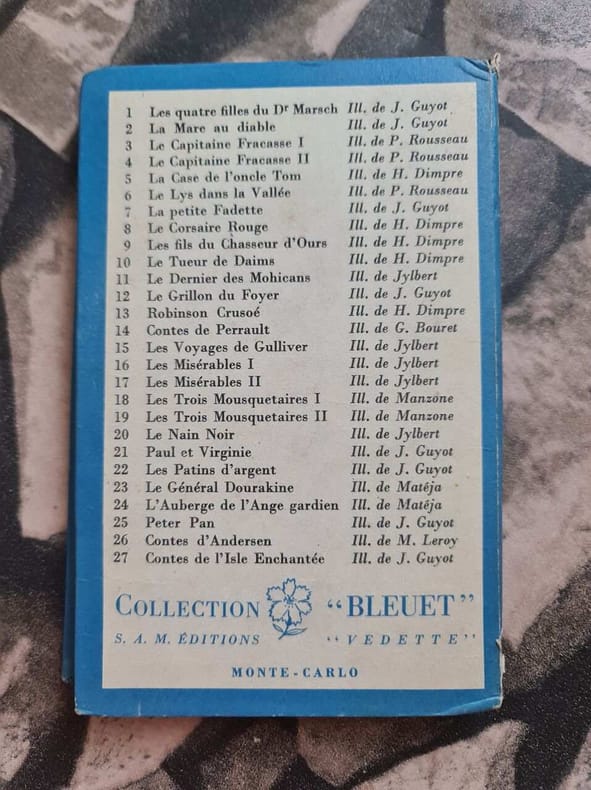 1 Les quatre filles du Dr Marsch Ill. de J. Guyot
2 La Mare au diable Ill. de J. Guyot
3 Le Capitaine Fracasse I Ill. de P. Rousseau
4 Le Capitaine Fracasse II Ill. de P. Rousseau
5 La Case de l'oncle Tom Ill. de H. Dimpre
6 Le Lys dans la Vallée Ill. de P. Rousseau
7 La petite Fadette Ill. de J. Guyot
8 Le Corsaire Rouge Ill. de H. Dimpre
9 Les fils du Chasseur d'Ours Ill. de H. Dimpre
10 Le Tueur de Daims Ill. de H. Dimpre
11 Le Dernier des Mohicans Ill. de Jylbert
12 Le Grillon du Foyer Ill. de J. Guyot
13 Robinson Crusoé Ill. de H. Dimpre
14 Contes de Perrault Ill. de G. Bouret
15 Les Voyages de Gulliver Ill. de Jylbert
16 Les Misérables I Ill. de Jylbert
17 Les Misérables II Ill. de Jylbert
18 Les Trois Mousquetaires I Ill. de Manzone
19 Les Trois Mousquetaires II Ill. de Manzone
20 Le Nain Noir Ill. de Jylbert
21 Paul et Virginie Ill. de J. Guyot
22 Les Patins d'argent Ill. de J. Guyot
23 Le Général Dourakine Ill. de Matéja
24 L'Auberge de l'Ange gardien Ill. de Matéja
25 Peter Pan Ill. de J. Guyot
26 Contes d'Andersen Ill. de M. Leroy
27 Contes de l'Isle Enchantée Ill. de J. Guyot
COLLECTION "BLEUET"
S. A. M. ÉDITIONS "VEDETTE"
MONTE-CARLO